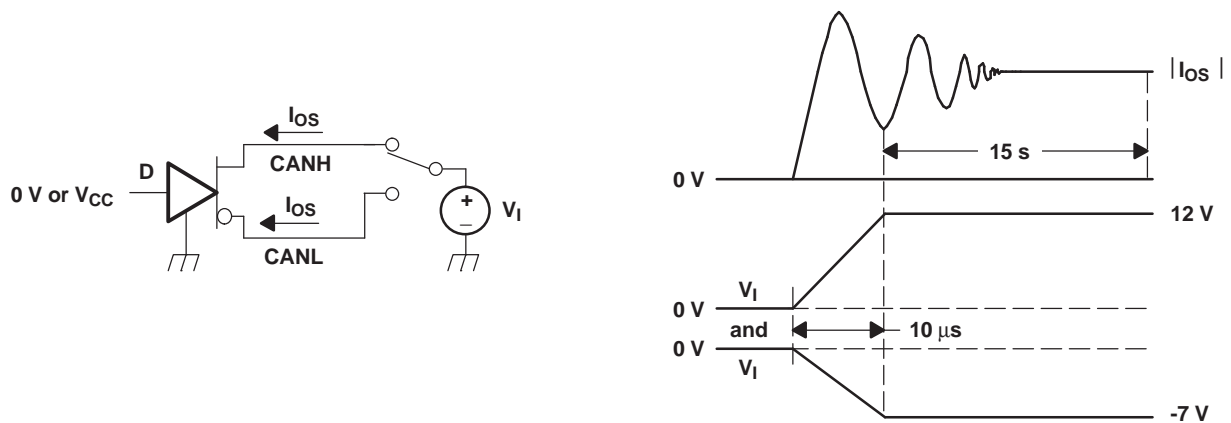 I_OS
CANH
D
0 V or V_CC
+
–
V_I
I_OS
CANL
|I_OS|
15 s
0 V
12 V
V_I
0 V
and
10 μs
0 V
V_I
-7 V